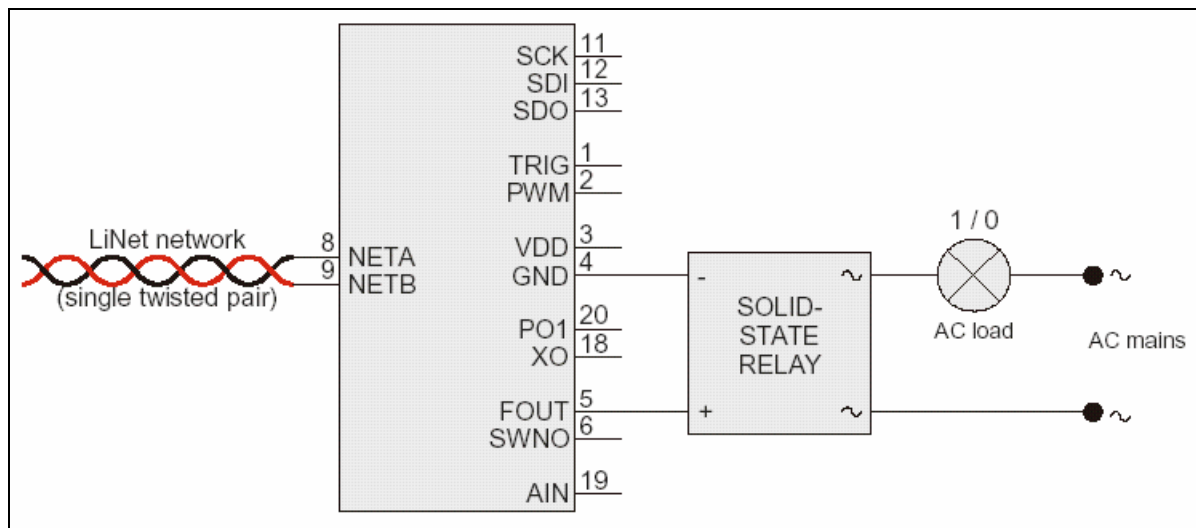 LiNet network
(single twisted pair)
8
NETA
9
NETB
SCK 11
SDI 12
SDO 13
TRIG 1
PWM 2
VDD 3
GND 4
PO1 20
XO 18
FOUT 5
SWNO 6
AIN 19
- ~
SOLID-
STATE
RELAY
+ ~
1 / 0
AC load
~
AC mains
~